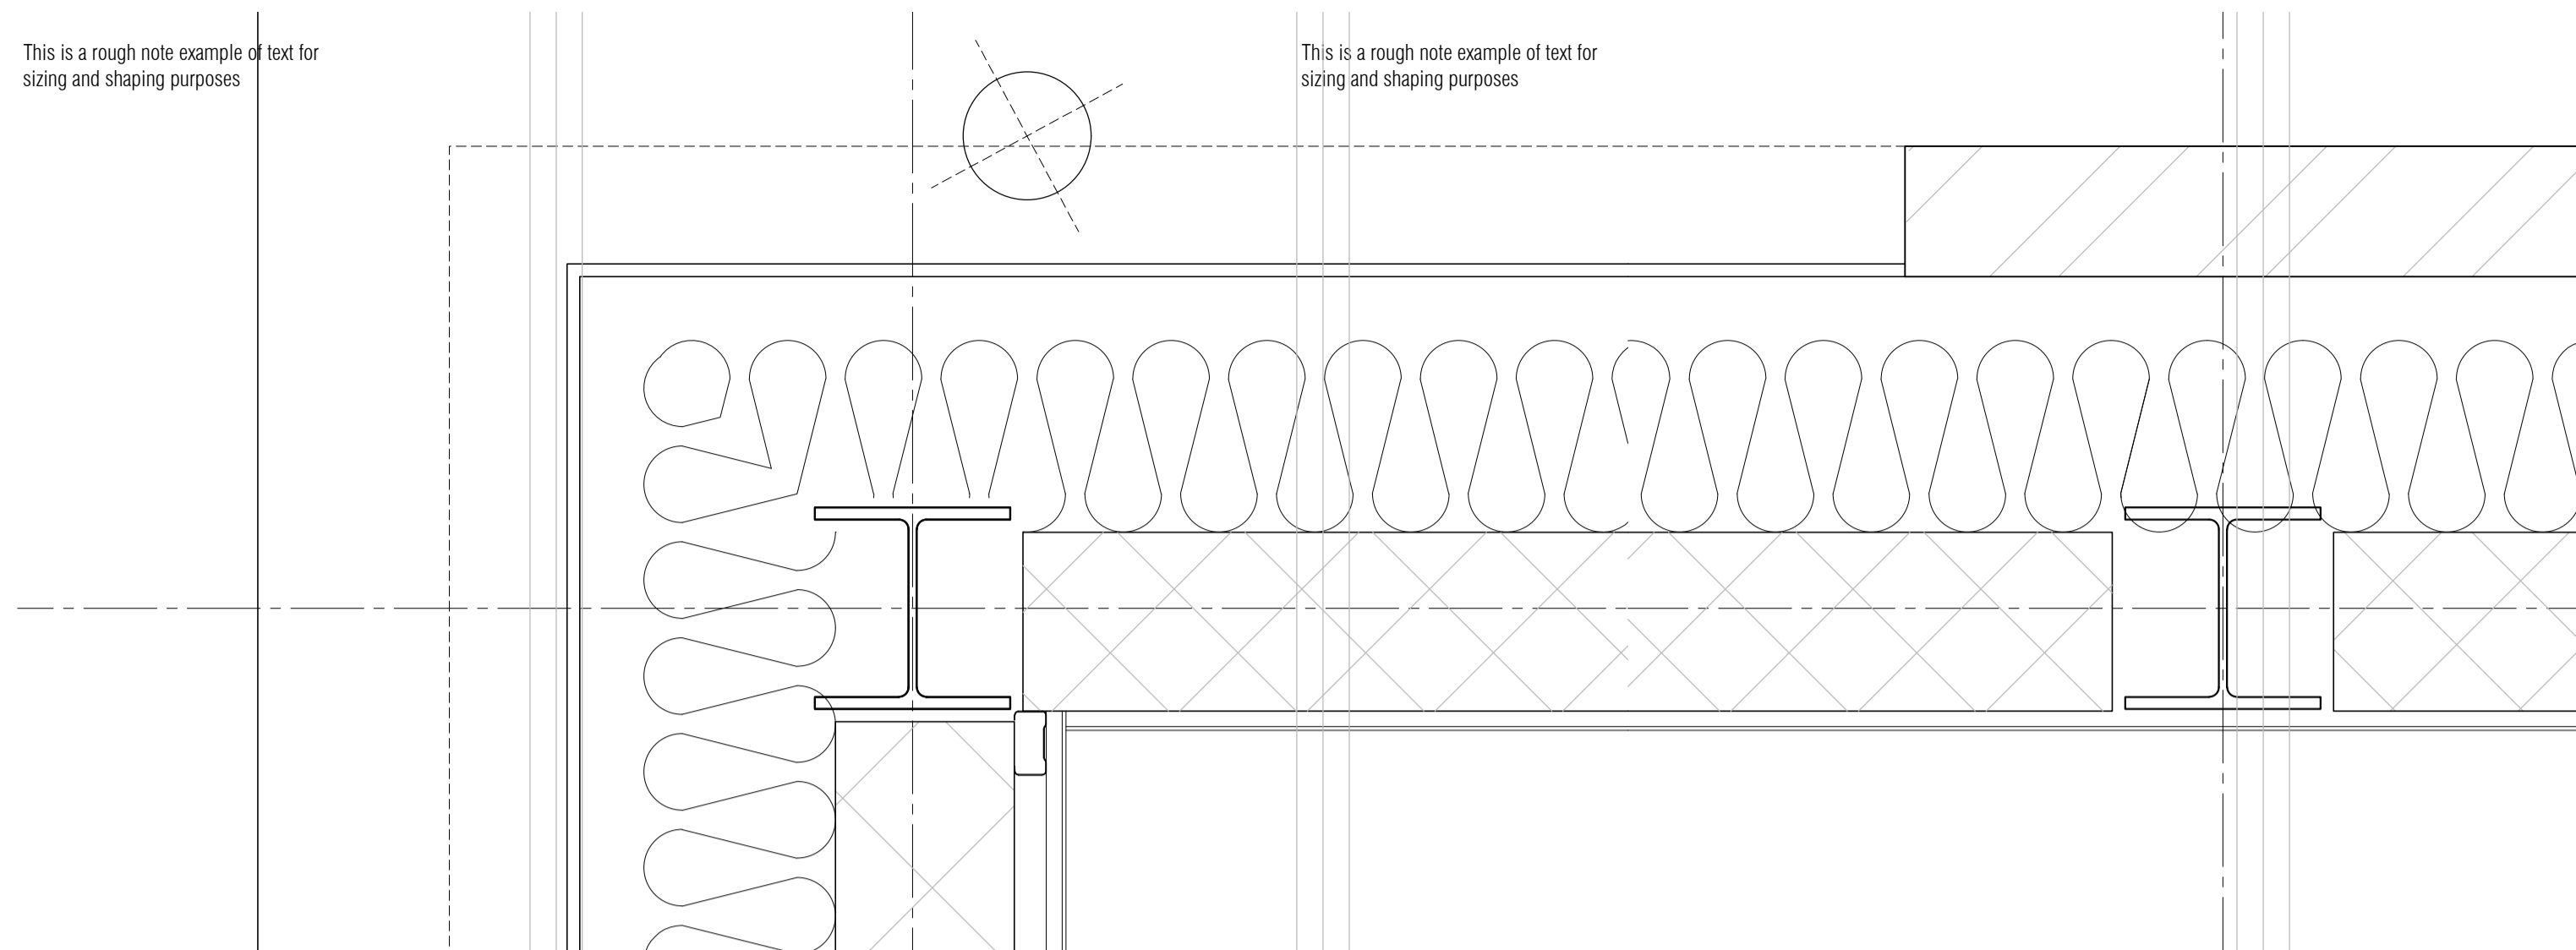 This is a rough note example of text for
sizing and shaping purposes
This is a rough note example of text for
sizing and shaping purposes